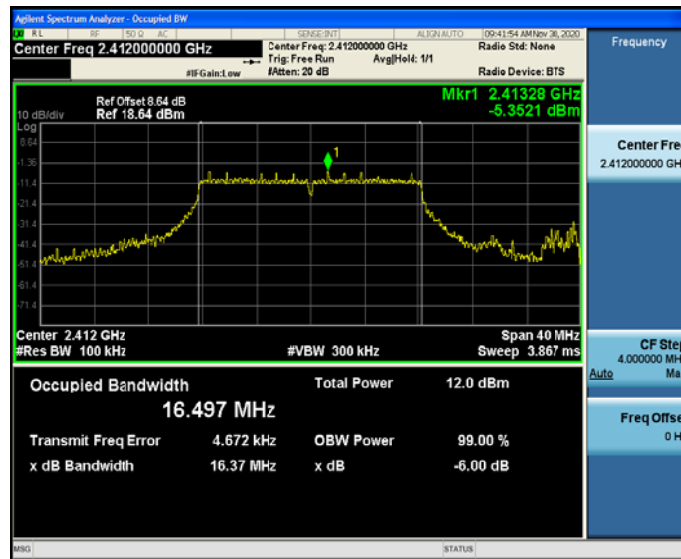 Agilent Spectrum Analyzer - Occupied BW
RL RF 50 Ω AC SENSE:INT ALIGN AUTO 09:41:54 AM Nov 30, 2020
Center Freq 2.412000000 GHz Center Freq: 2.412000000 GHz Radio Std: None Frequency
Trig: Free Run Avg|Hold: 1/1
#IFGain:Low #Atten: 20 dB Radio Device: BTS
Ref Offset 8.64 dB Mkr1 2.41328 GHz
10 dB/div Ref 18.64 dBm -5.3521 dBm
Log
8.64
-1.36
-11.4
-21.4
-31.4
-41.4
-51.4
-61.4
-71.4
1
Center Fre
2.412000000 GH
Center 2.412 GHz Span 40 MHz
#Res BW 100 kHz #VBW 300 kHz Sweep 3.867 ms
CF Ste
4.000000 MH
Auto Ma
Occupied Bandwidth Total Power 12.0 dBm
16.497 MHz
Freq Offse
0 H
Transmit Freq Error 4.672 kHz OBW Power 99.00 %
x dB Bandwidth 16.37 MHz x dB -6.00 dB
MSG STATUS